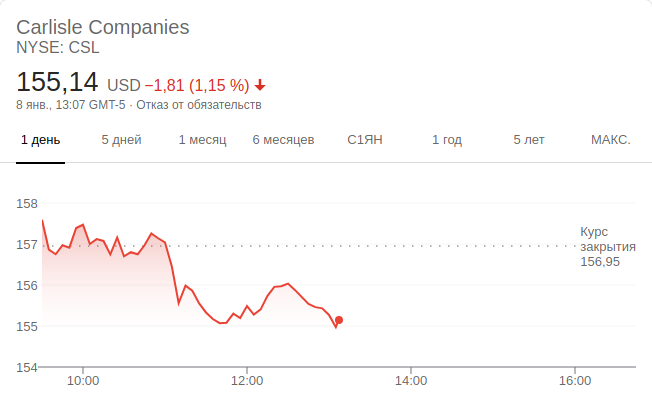 Carlisle Companies
NYSE: CSL
155,14 USD −1,81 (1,15 %)
8 янв., 13:07 GMT-5 · Отказ от обязательств
1 день 5 дней 1 месяц 6 месяцев С1ЯН 1 год 5 лет МАКС.
158
Курс
157 закрытия
156,95
156
155
154
10:00 12:00 14:00 16:00